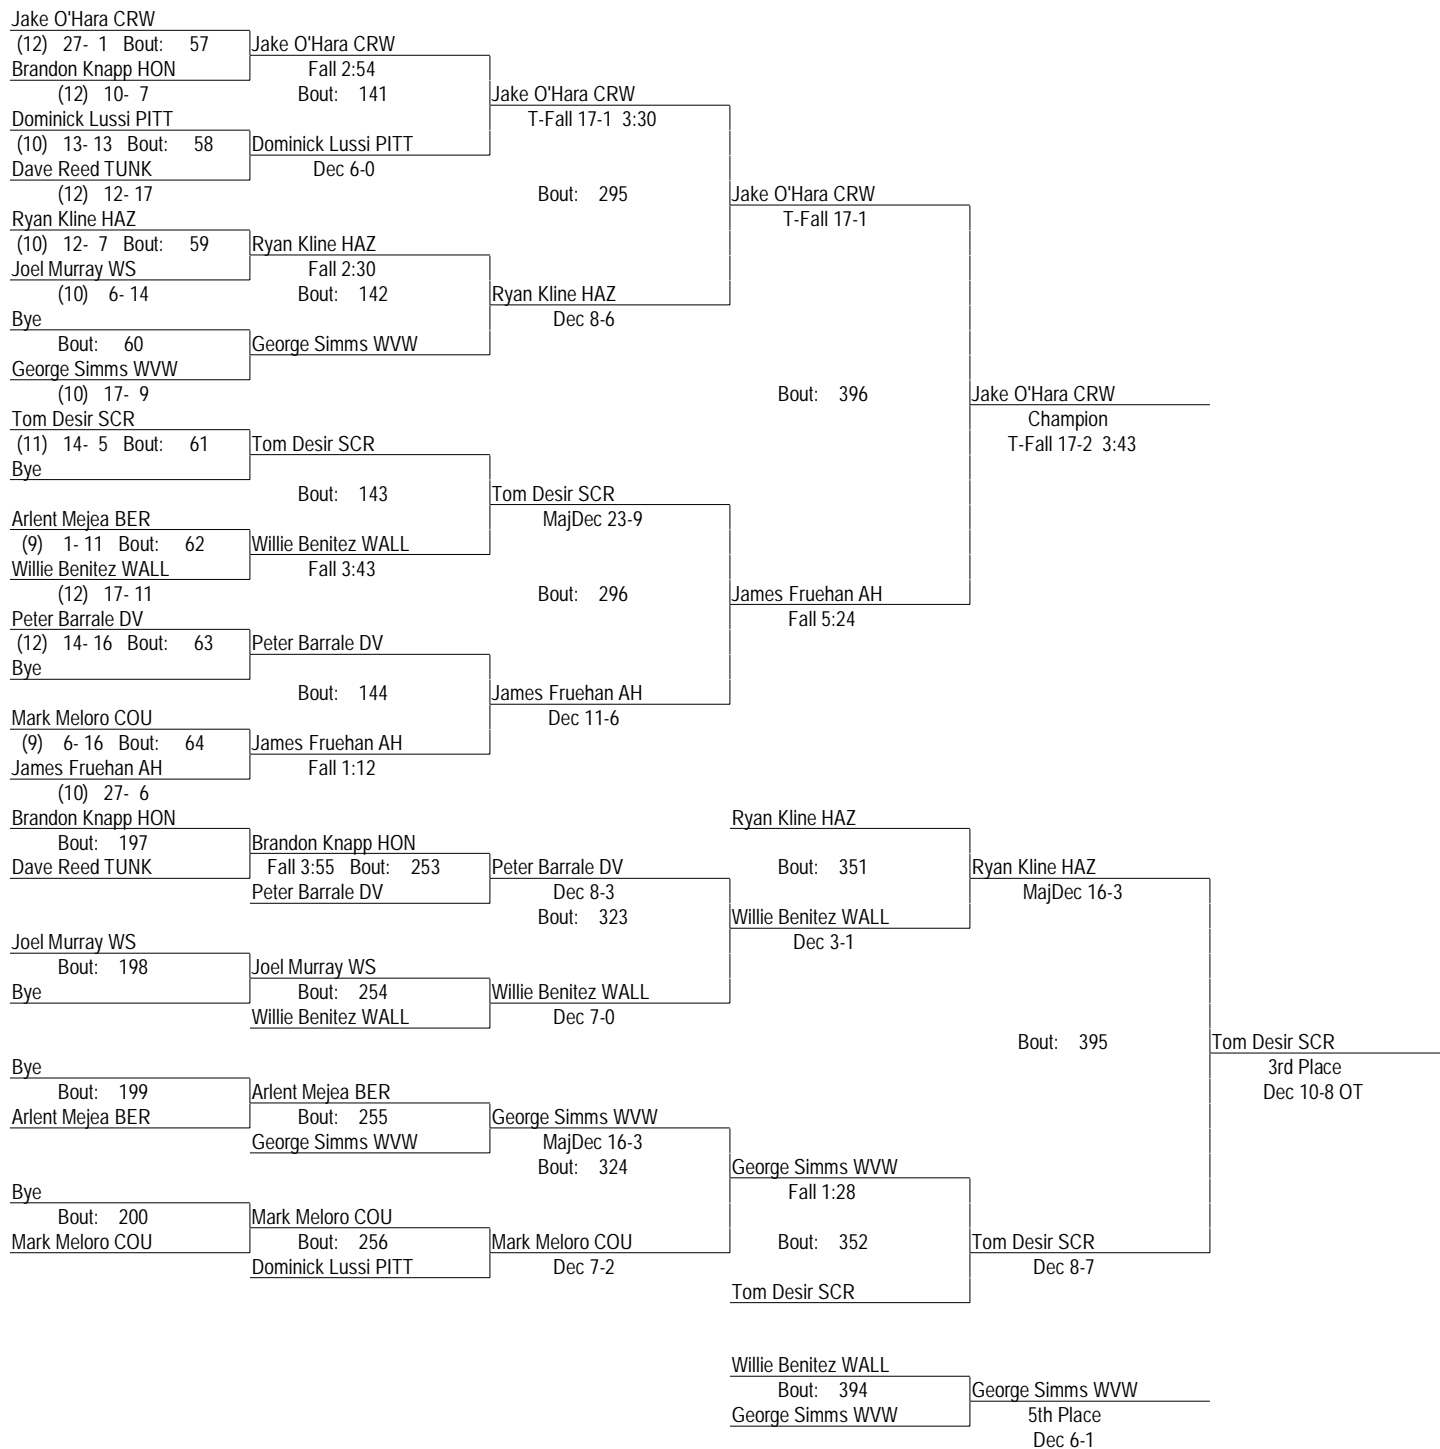 Jake O'Hara CRW
(12) 27- 1 Bout: 57 Jake O'Hara CRW
Brandon Knapp HON Fall 2:54
(12) 10- 7 Bout: 141 Jake O'Hara CRW
Dominick Lussi PITT T-Fall 17-1 3:30
(10) 13- 13 Bout: 58 Dominick Lussi PITT
Dave Reed TUNK Dec 6-0
(12) 12- 17 Bout: 295 Jake O'Hara CRW
Ryan Kline HAZ T-Fall 17-1
(10) 12- 7 Bout: 59 Ryan Kline HAZ
Joel Murray WS Fall 2:30
(10) 6- 14 Bout: 142 Ryan Kline HAZ
Bye Dec 8-6
Bout: 60 George Simms WVW
George Simms WVW
(10) 17- 9 Bout: 396 Jake O'Hara CRW
Tom Desir SCR Champion
(11) 14- 5 Bout: 61 Tom Desir SCR T-Fall 17-2 3:43
Bye
Bout: 143 Tom Desir SCR
Arlent Mejea BER MajDec 23-9
(9) 1- 11 Bout: 62 Willie Benitez WALL
Willie Benitez WALL Fall 3:43
(12) 17- 11 Bout: 296 James Fruehan AH
Peter Barrale DV Fall 5:24
(12) 14- 16 Bout: 63 Peter Barrale DV
Bye
Bout: 144 James Fruehan AH
Mark Meloro COU Dec 11-6
(9) 6- 16 Bout: 64 James Fruehan AH
James Fruehan AH Fall 1:12
(10) 27- 6
Brandon Knapp HON Ryan Kline HAZ
Bout: 197 Brandon Knapp HON
Dave Reed TUNK Fall 3:55 Bout: 253 Peter Barrale DV Bout: 351 Ryan Kline HAZ
Peter Barrale DV Dec 8-3 MajDec 16-3
Bout: 323 Willie Benitez WALL
Joel Murray WS Dec 3-1
Bout: 198 Joel Murray WS
Bye Bout: 254 Willie Benitez WALL
Willie Benitez WALL Dec 7-0
Bout: 395 Tom Desir SCR
Bye 3rd Place
Bout: 199 Arlent Mejea BER Dec 10-8 OT
Arlent Mejea BER Bout: 255 George Simms WVW
George Simms WVW MajDec 16-3
Bout: 324 George Simms WVW
Bye Fall 1:28
Bout: 200 Mark Meloro COU
Mark Meloro COU Bout: 256 Mark Meloro COU Bout: 352 Tom Desir SCR
Dominick Lussi PITT Dec 7-2 Dec 8-7
Tom Desir SCR
Willie Benitez WALL
Bout: 394 George Simms WVW
George Simms WVW 5th Place
Dec 6-1